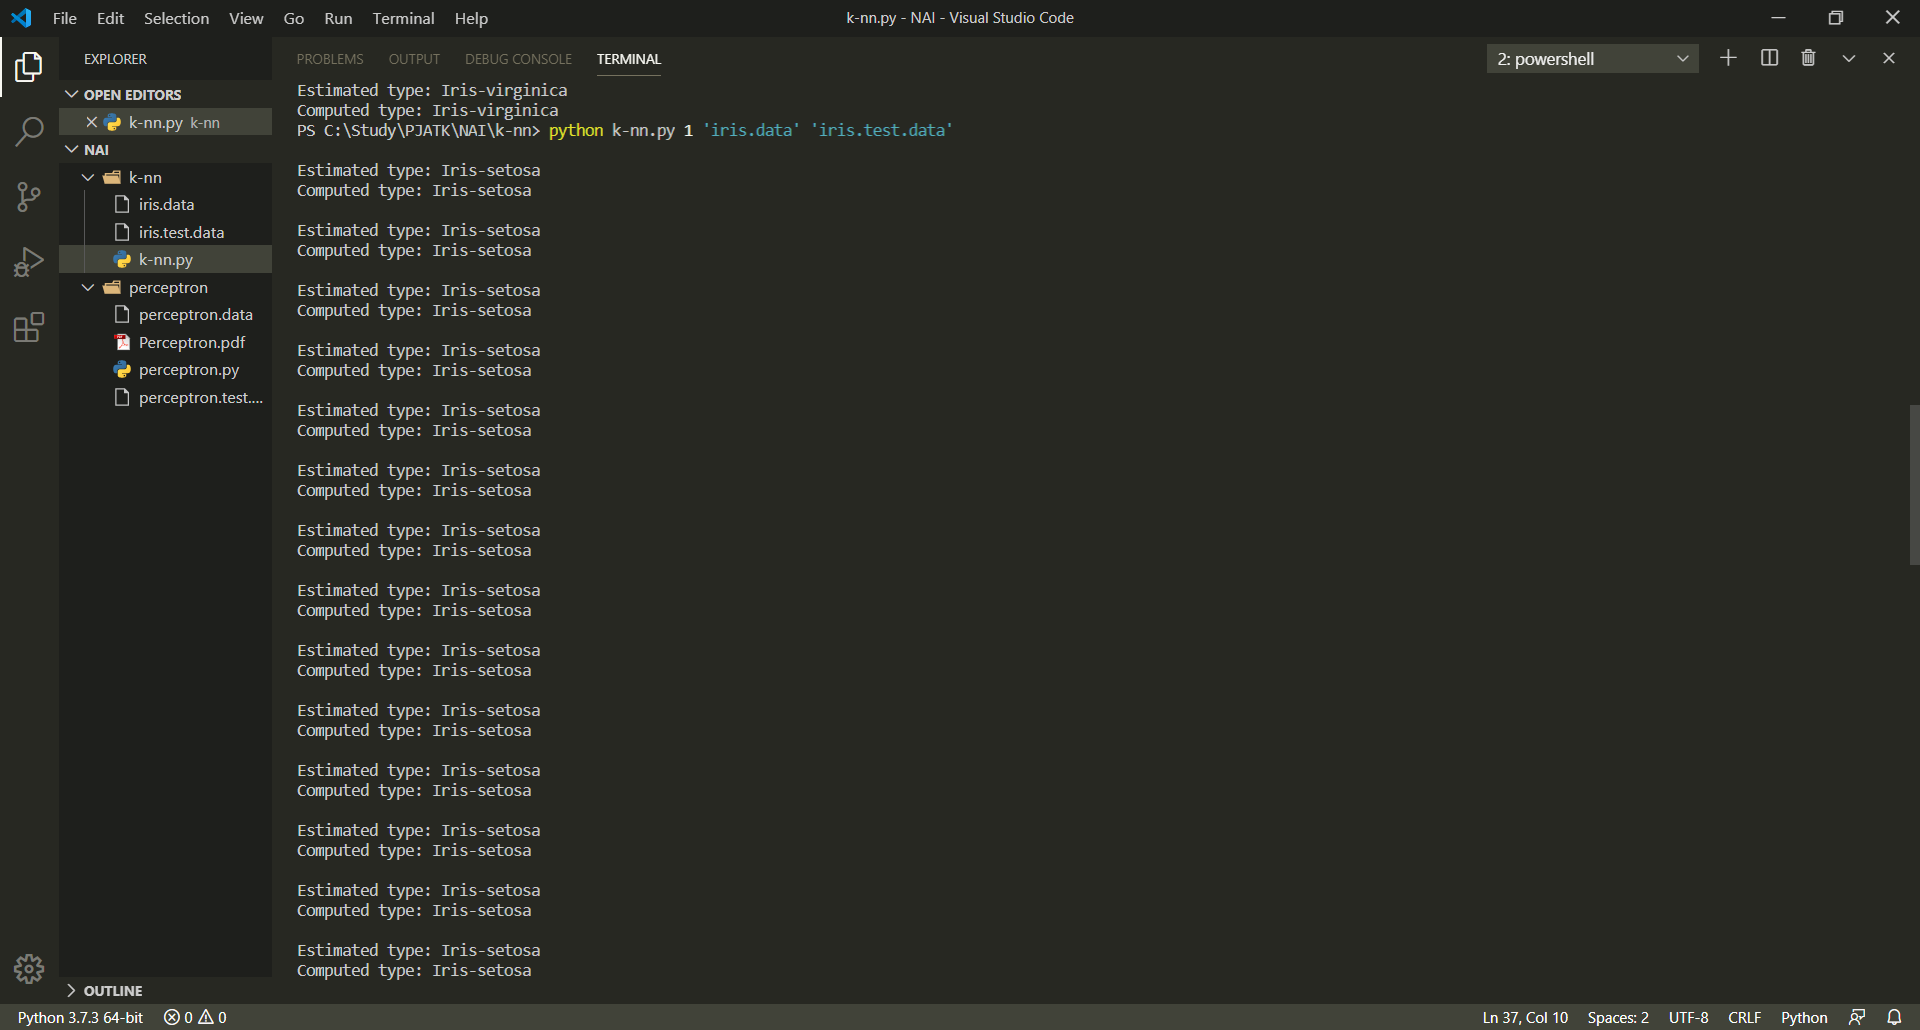 File Edit Selection View Go Run Terminal Help
k-nn.py - NAI - Visual Studio Code
EXPLORER
OPEN EDITORS
k-nn.py k-nn
NAI
k-nn
iris.data
iris.test.data
k-nn.py
perceptron
perceptron.data
Perceptron.pdf
perceptron.py
perceptron.test....
OUTLINE
PROBLEMS OUTPUT DEBUG CONSOLE TERMINAL
2: powershell
Estimated type: Iris-virginica
Computed type: Iris-virginica
PS C:\Study\PJATK\NAI\k-nn> python k-nn.py 1 'iris.data' 'iris.test.data'
Estimated type: Iris-setosa
Computed type: Iris-setosa
Estimated type: Iris-setosa
Computed type: Iris-setosa
Estimated type: Iris-setosa
Computed type: Iris-setosa
Estimated type: Iris-setosa
Computed type: Iris-setosa
Estimated type: Iris-setosa
Computed type: Iris-setosa
Estimated type: Iris-setosa
Computed type: Iris-setosa
Estimated type: Iris-setosa
Computed type: Iris-setosa
Estimated type: Iris-setosa
Computed type: Iris-setosa
Estimated type: Iris-setosa
Computed type: Iris-setosa
Estimated type: Iris-setosa
Computed type: Iris-setosa
Estimated type: Iris-setosa
Computed type: Iris-setosa
Estimated type: Iris-setosa
Computed type: Iris-setosa
Estimated type: Iris-setosa
Computed type: Iris-setosa
Estimated type: Iris-setosa
Computed type: Iris-setosa
Python 3.7.3 64-bit 0 0 Ln 37, Col 10 Spaces: 2 UTF-8 CRLF Python